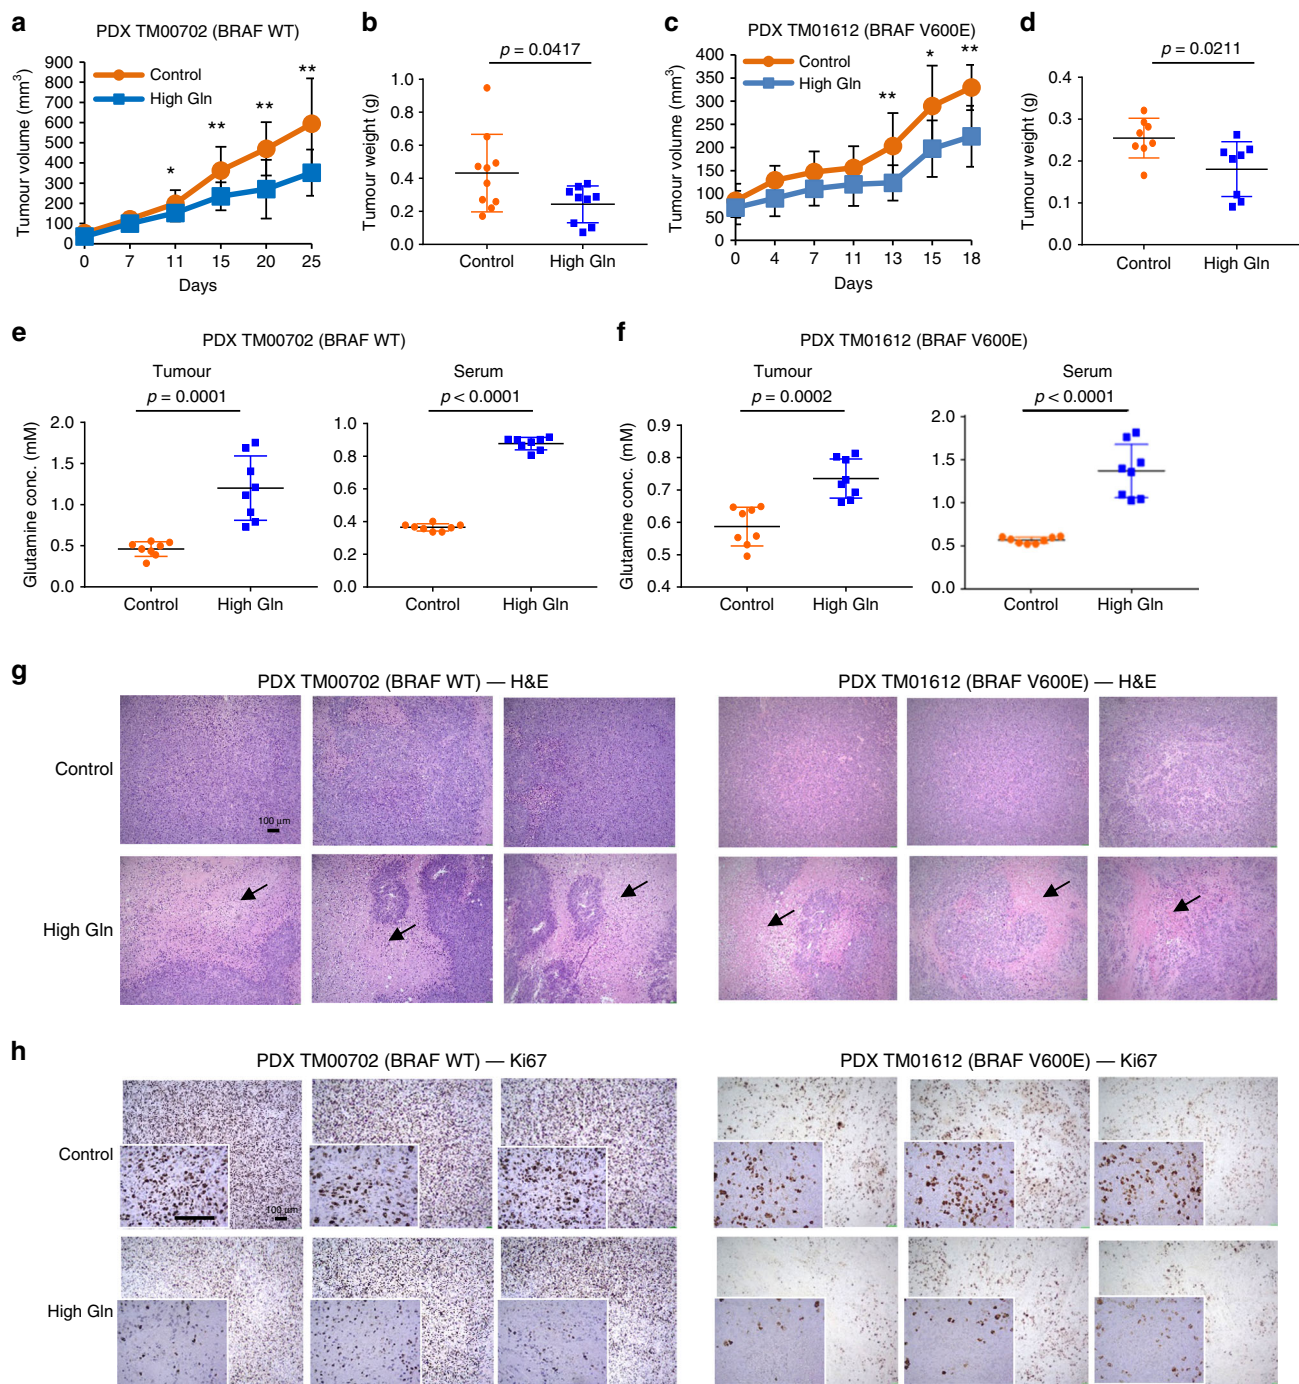 a
PDX TM00702 (BRAF WT)
Tumour volume (mm³)
900
800
700
600
500
400
300
200
100
0
Control
High Gln
*
**
**
**
0 7 11 15 20 25
Days
b
p = 0.0417
Tumour weight (g)
1.0
0.8
0.6
0.4
0.2
0.0
Control High Gln
c
PDX TM01612 (BRAF V600E)
Tumour volume (mm³)
400
350
300
250
200
150
100
50
0
Control
High Gln
**
*
**
0 4 7 11 13 15 18
Days
d
p = 0.0211
Tumour weight (g)
0.3
0.2
0.1
0.0
Control High Gln
e
PDX TM00702 (BRAF WT)
Tumour
p = 0.0001
Glutamine conc. (mM)
2.0
1.5
1.0
0.5
0.0
Control High Gln
Serum
p < 0.0001
1.0
0.8
0.6
0.4
0.2
0.0
Control High Gln
f
PDX TM01612 (BRAF V600E)
Tumour
p = 0.0002
Glutamine conc. (mM)
0.9
0.8
0.7
0.6
0.5
0.4
Control High Gln
Serum
p < 0.0001
2.0
1.5
1.0
0.5
0.0
Control High Gln
g
PDX TM00702 (BRAF WT) — H&E
PDX TM01612 (BRAF V600E) — H&E
Control
100 µm
High Gln
h
PDX TM00702 (BRAF WT) — Ki67
PDX TM01612 (BRAF V600E) — Ki67
Control
100 µm
High Gln